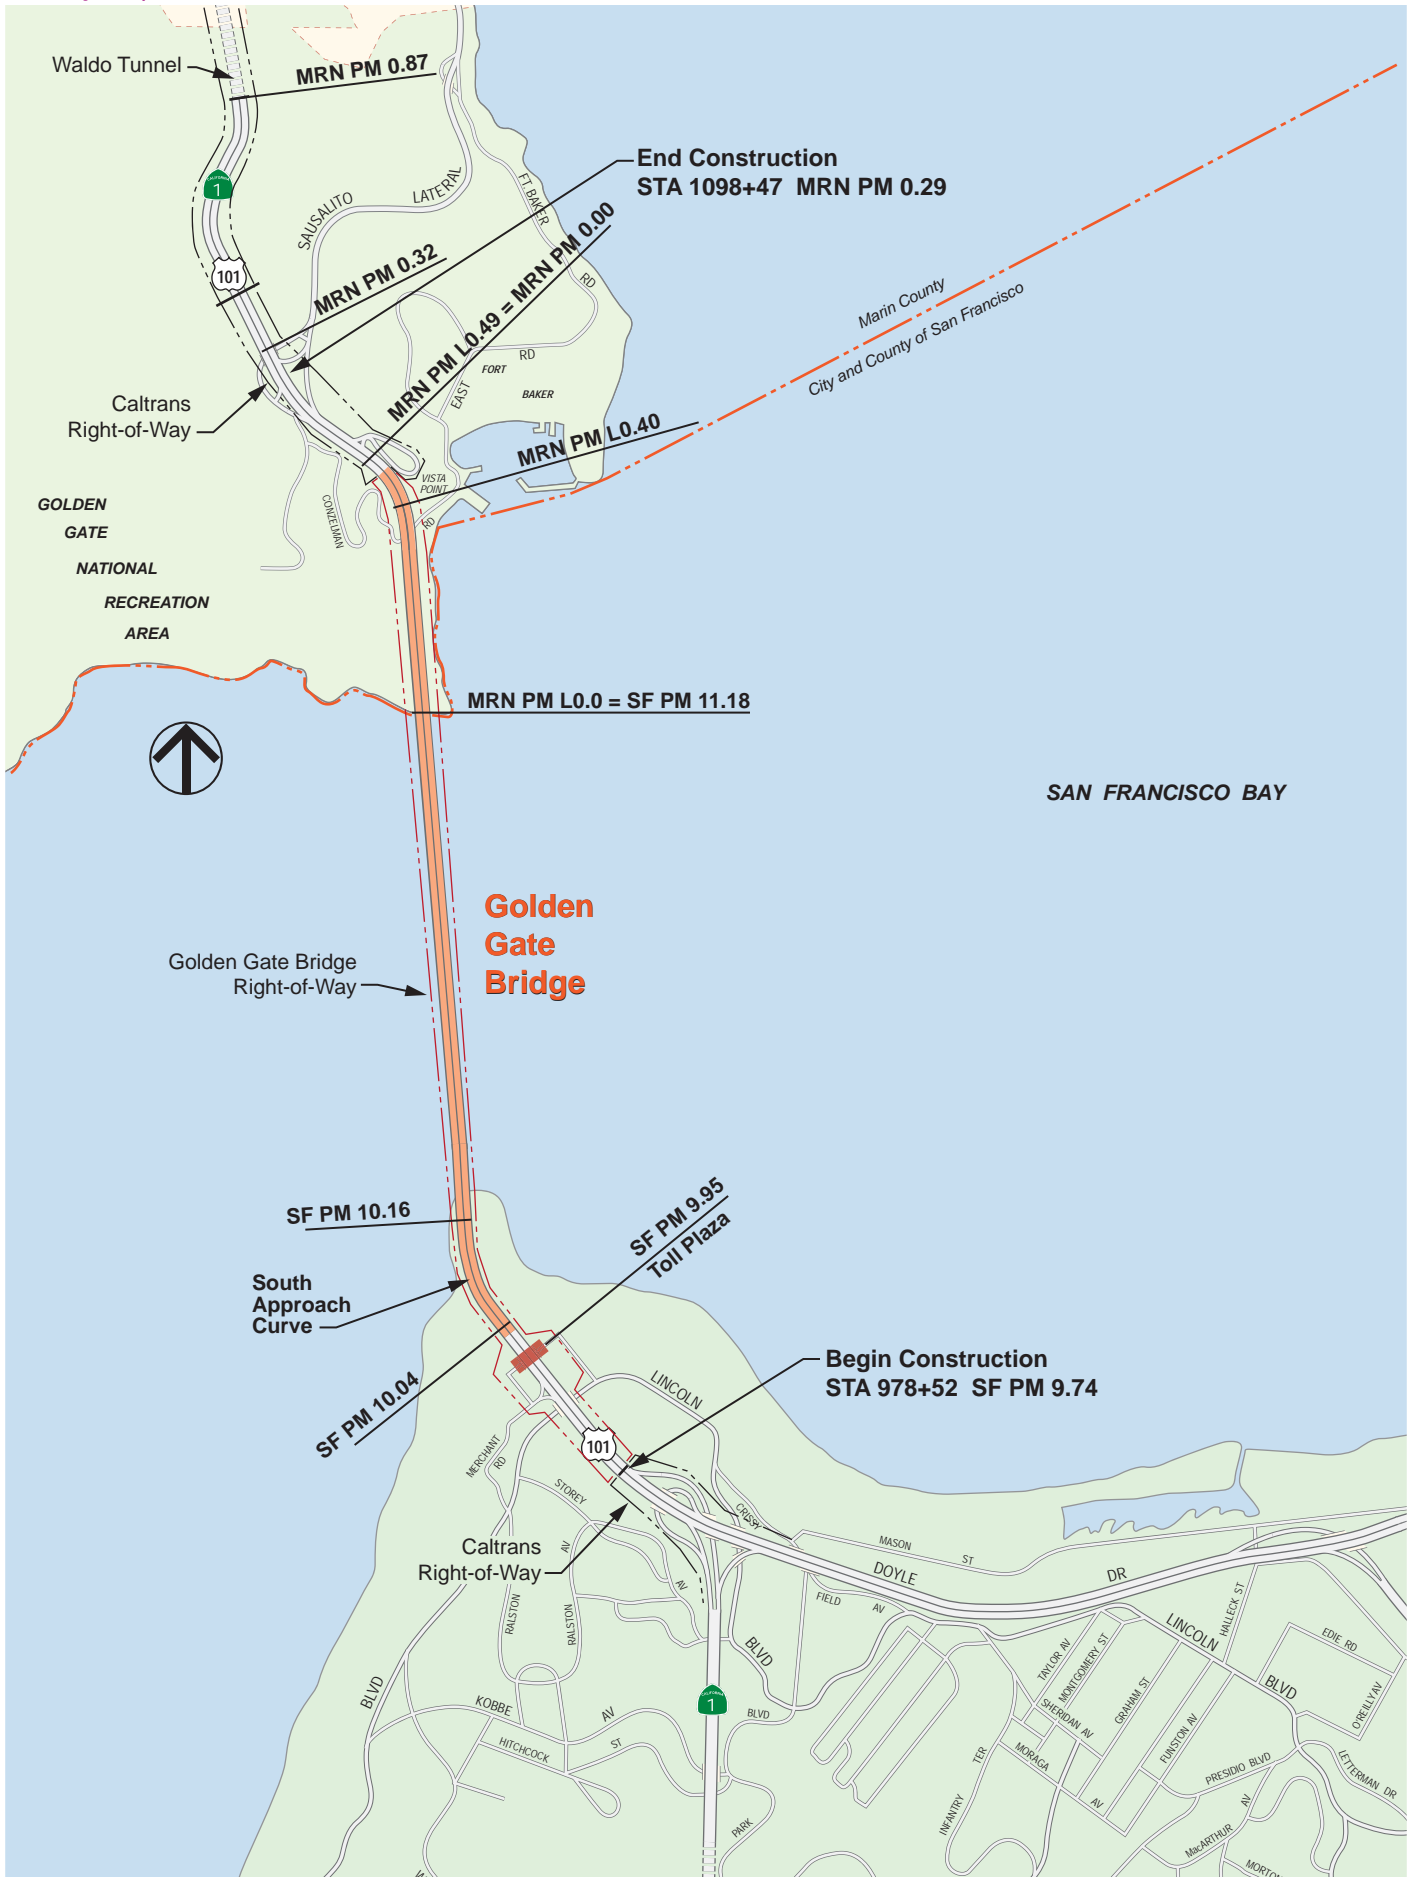 Waldo Tunnel
MRN PM 0.87
End Construction
STA 1098+47 MRN PM 0.29
CALIFORNIA
1
SAUSALITO
LATERAL
FT. BAKER
RD
101
MRN PM 0.32
MRN PM L0.49 = MRN PM 0.00
Marin County
City and County of San Francisco
RD
FORT
BAKER
EAST
Caltrans
Right-of-Way
MRN PM L0.40
VISTA
POINT
CONZELMAN
RD
GOLDEN
GATE
NATIONAL
RECREATION
AREA
MRN PM L0.0 = SF PM 11.18
SAN FRANCISCO BAY
Golden
Gate
Bridge
Golden Gate Bridge
Right-of-Way
SF PM 10.16
SF PM 9.95
Toll Plaza
South
Approach
Curve
SF PM 10.04
Begin Construction
STA 978+52 SF PM 9.74
LINCOLN
101
MERCHANT
RD
STOREY
AV
CRISSY
Caltrans
Right-of-Way
MASON
ST
DOYLE
DR
AV
FIELD
AV
RALSTON
RALSTON
HALLECK ST
LINCOLN
BLVD
EDIE RD
BLVD
TAYLOR AV
MONTGOMERY ST
GRAHAM ST
SHERIDAN AV
FUNSTON AV
O'REILLY AV
BLVD
KOBBE
AV
CALIFORNIA
1
BLVD
HITCHCOCK
ST
MORAGA
AV
INFANTRY
TER
PRESIDIO BLVD
LETTERMAN DR
PARK
MacARTHUR
AV